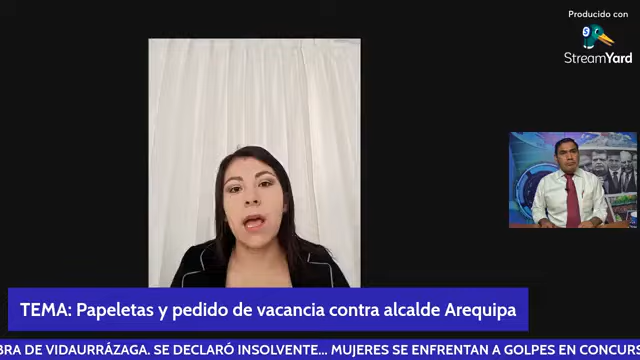 Producido con
StreamYard
TEMA: Papeletas y pedido de vacancia contra alcalde Arequipa
BRA DE VIDAURRÁZAGA. SE DECLARÓ INSOLVENTE... MUJERES SE ENFRENTAN A GOLPES EN CONCURS